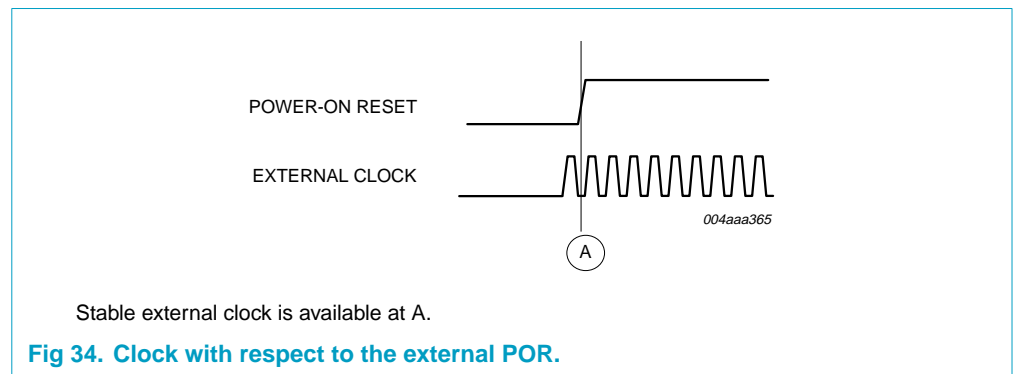 POWER-ON RESET
EXTERNAL CLOCK
004aaa365
A
Stable external clock is available at A.
Fig 34. Clock with respect to the external POR.